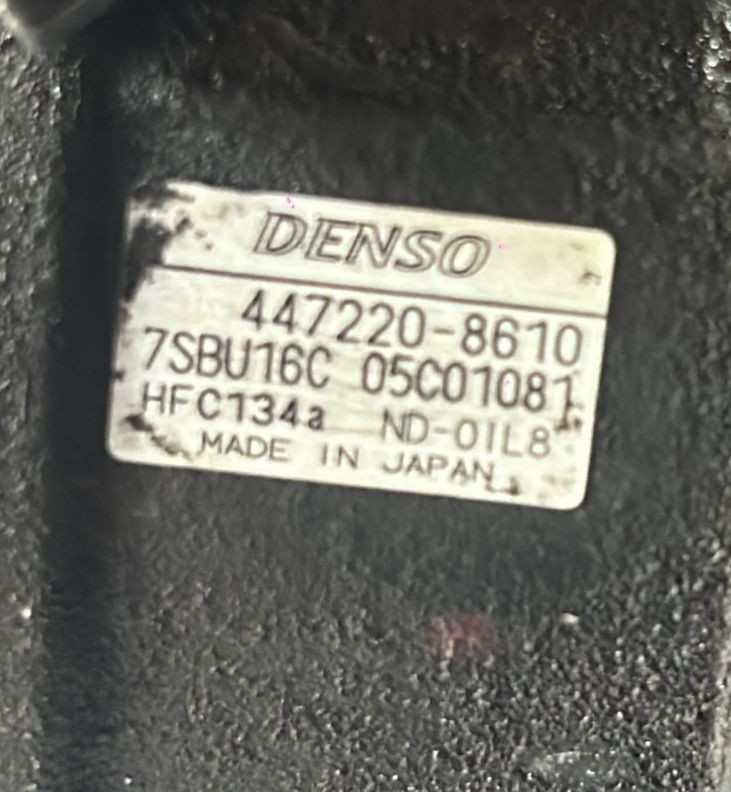 DENSO
447220-8610
7SBU16C 05C01081
HFC134a ND-OIL8
MADE IN JAPAN